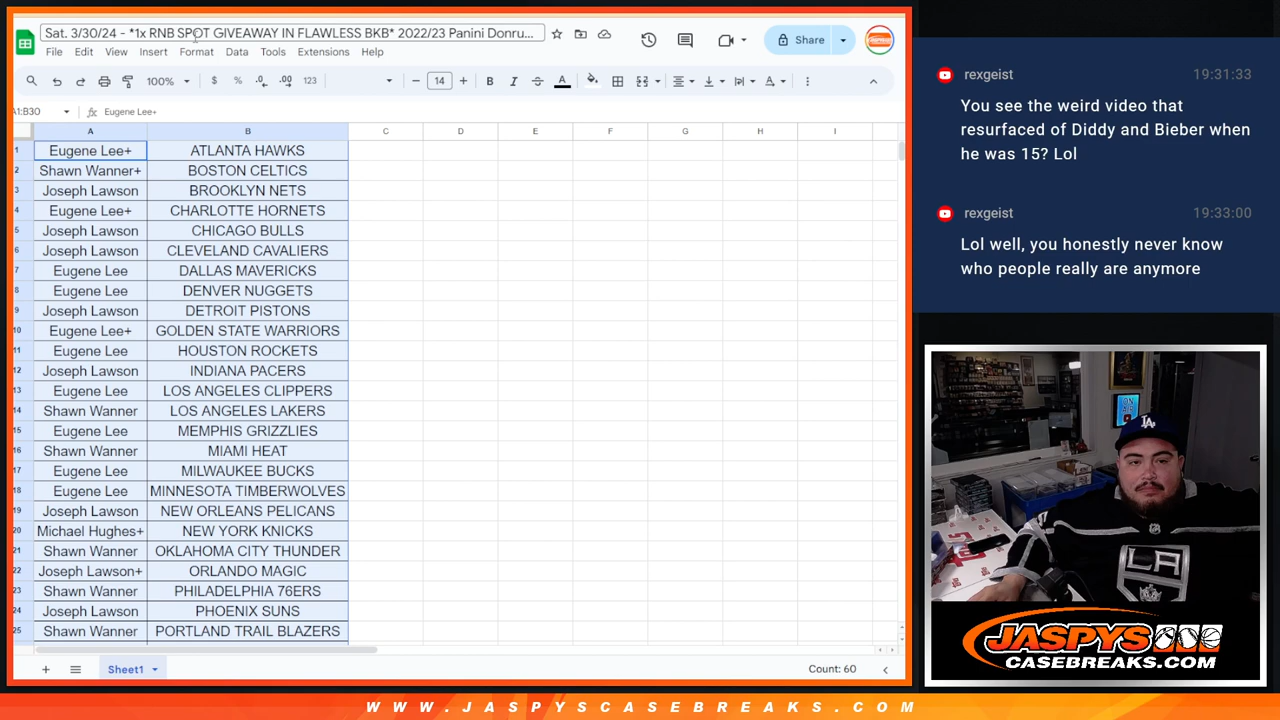 Sat. 3/30/24 - *1x RNB SPOT GIVEAWAY IN FLAWLESS BKB* 2022/23 Panini Donru...
Share
File Edit View Insert Format Data Tools Extensions Help
100% $ % .0 .00 123 14 B I A
A1:B30 fx Eugene Lee+
A B C D E F G H I
1 Eugene Lee+ ATLANTA HAWKS
2 Shawn Wanner+ BOSTON CELTICS
3 Joseph Lawson BROOKLYN NETS
4 Eugene Lee+ CHARLOTTE HORNETS
5 Joseph Lawson CHICAGO BULLS
6 Joseph Lawson CLEVELAND CAVALIERS
7 Eugene Lee DALLAS MAVERICKS
8 Eugene Lee DENVER NUGGETS
9 Joseph Lawson DETROIT PISTONS
10 Eugene Lee+ GOLDEN STATE WARRIORS
11 Eugene Lee HOUSTON ROCKETS
12 Joseph Lawson INDIANA PACERS
13 Eugene Lee LOS ANGELES CLIPPERS
14 Shawn Wanner LOS ANGELES LAKERS
15 Eugene Lee MEMPHIS GRIZZLIES
16 Shawn Wanner MIAMI HEAT
17 Eugene Lee MILWAUKEE BUCKS
18 Eugene Lee MINNESOTA TIMBERWOLVES
19 Joseph Lawson NEW ORLEANS PELICANS
20 Michael Hughes+ NEW YORK KNICKS
21 Shawn Wanner OKLAHOMA CITY THUNDER
22 Joseph Lawson+ ORLANDO MAGIC
23 Shawn Wanner PHILADELPHIA 76ERS
24 Joseph Lawson PHOENIX SUNS
25 Shawn Wanner PORTLAND TRAIL BLAZERS
Sheet1
Count: 60
rexgeist 19:31:33
You see the weird video that
resurfaced of Diddy and Bieber when
he was 15? Lol
rexgeist 19:33:00
Lol well, you honestly never know
who people really are anymore
ON
AIR
LA
LA
JASPYS
CASEBREAKS.COM
WWW.JASPYSCASEBREAKS.COM